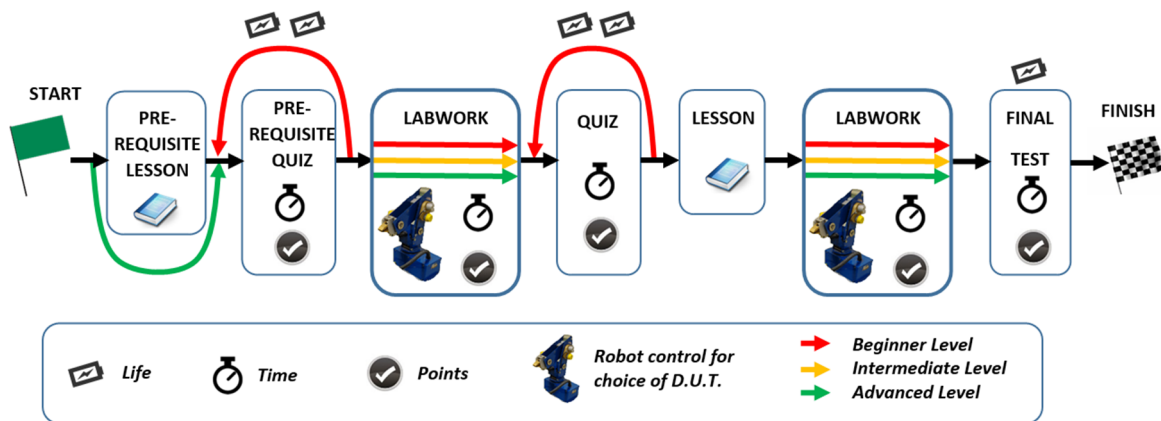 START
PRE-
REQUISITE
LESSON
PRE-
REQUISITE
QUIZ
LABWORK
QUIZ
LESSON
LABWORK
FINAL
TEST
FINISH
Life
Time
Points
Robot control for
choice of D.U.T.
Beginner Level
Intermediate Level
Advanced Level